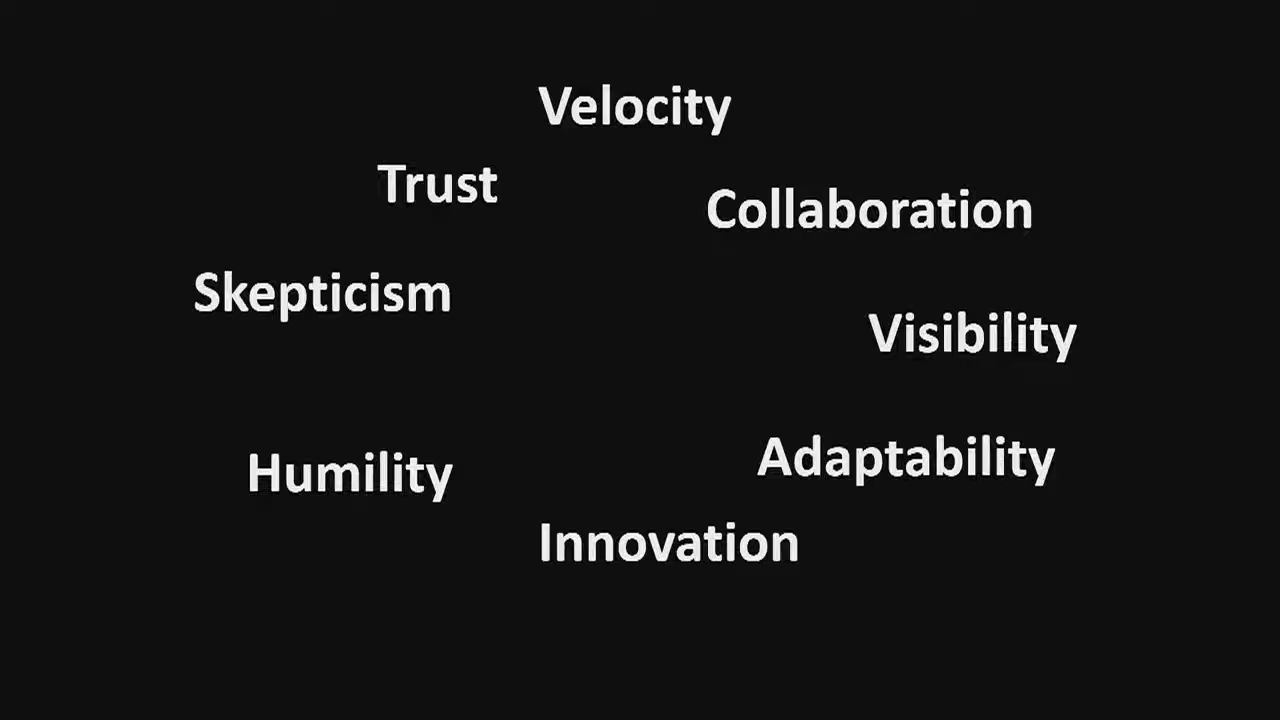 Velocity
Trust
Collaboration
Skepticism
Visibility
Adaptability
Humility
Innovation